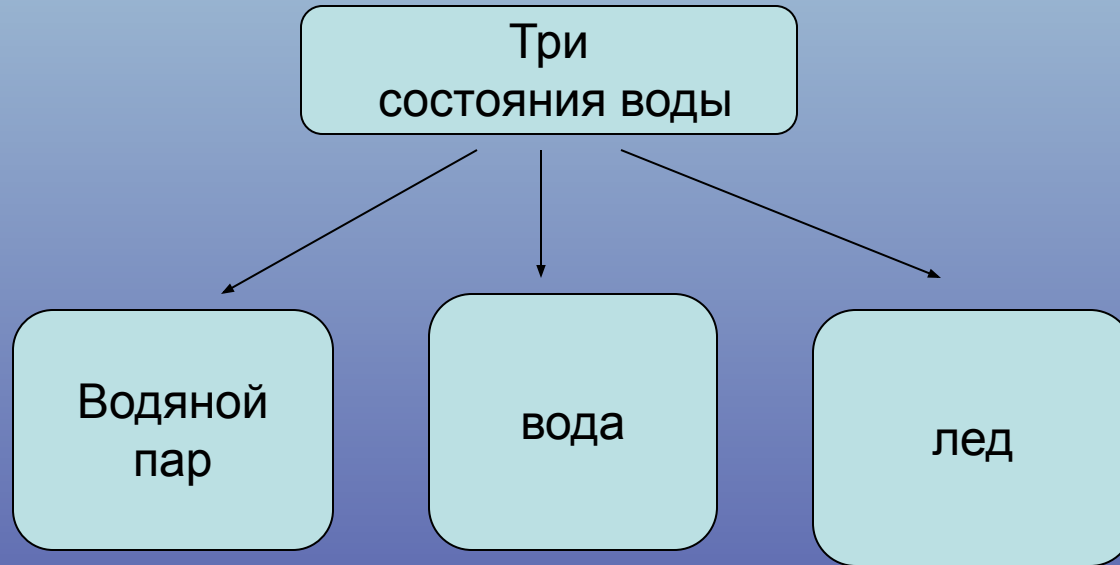 Три
состояния воды
Водяной
пар
вода
лед